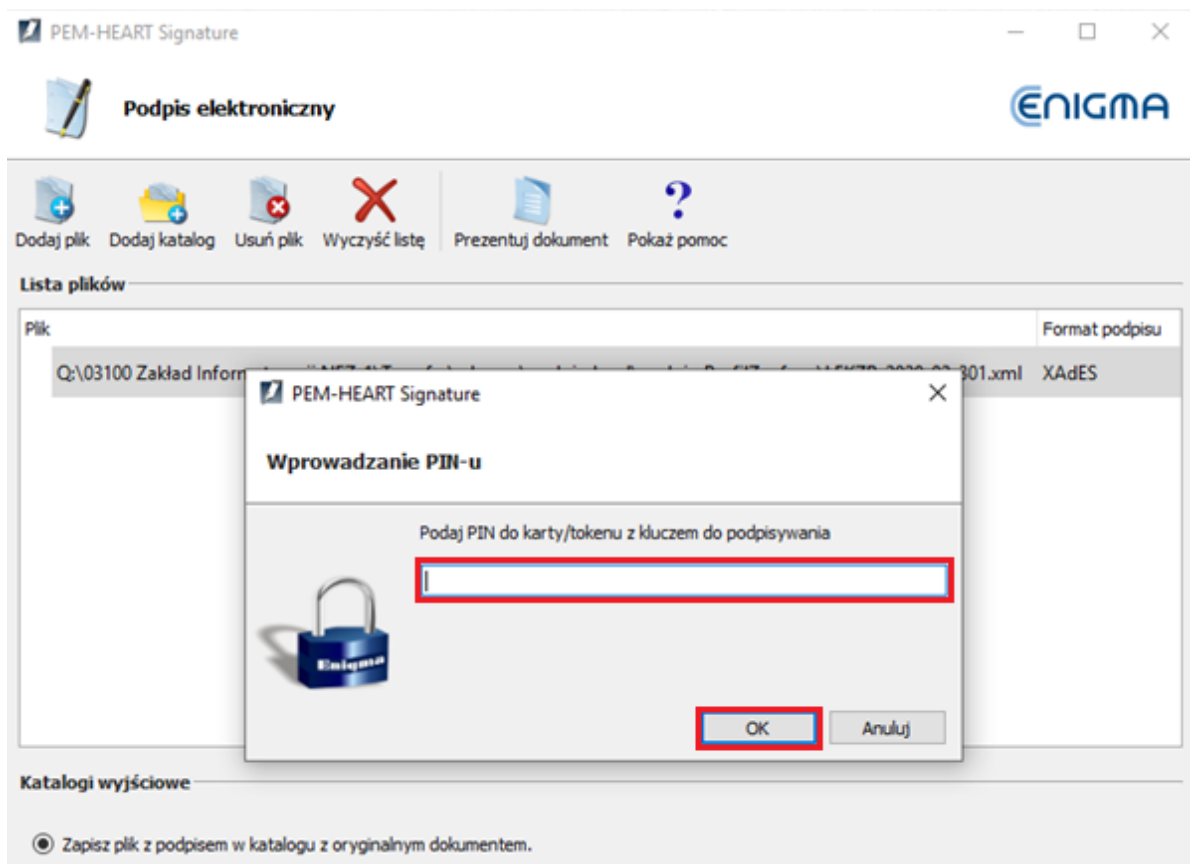 PEM-HEART Signature
Podpis elektroniczny
ENIGMA
Dodaj plik Dodaj katalog Usuń plik Wyczyść listę Prezentuj dokument Pokaż pomoc
Lista plików
Plik Format podpisu
Q:\03100 Zakład 801.xml XAdES
PEM-HEART Signature
Wprowadzanie PIN-u
Podaj PIN do karty/tokenu z kluczem do podpisywania
Enigma
OK Anuluj
Katalogi wyjściowe
Zapisz plik z podpisem w katalogu z oryginalnym dokumentem.